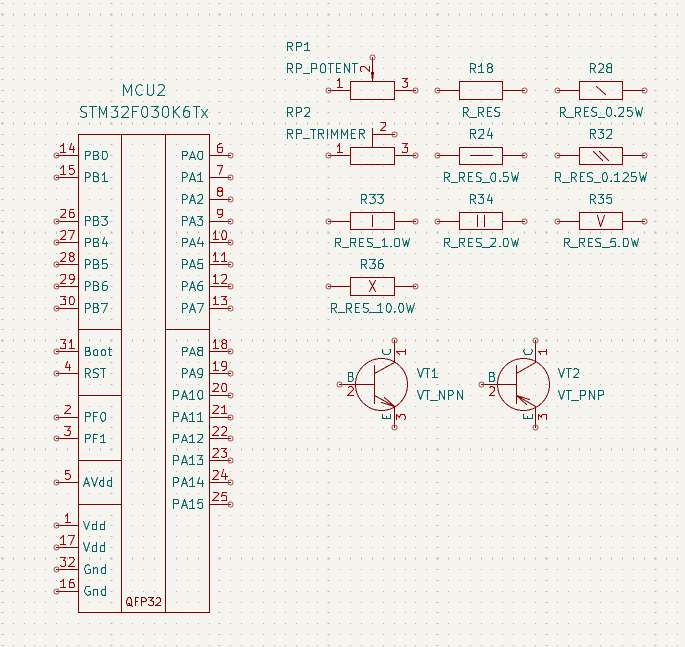 MCU2
STM32F030K6Tx
14 PB0 PA0 6
15 PB1 PA1 7
PA2 8
26 PB3 PA3 9
27 PB4 PA4 10
28 PB5 PA5 11
29 PB6 PA6 12
30 PB7 PA7 13
31 Boot PA8 18
4 RST PA9 19
PA10 20
2 PF0 PA11 21
3 PF1 PA12 22
PA13 23
5 AVdd PA14 24
PA15 25
1 Vdd
17 Vdd
32 Gnd
16 Gnd
QFP32
RP1
RP_POTENT
1 2 3
RP2
RP_TRIMMER
1 2 3
R18
R_RES
R28
R_RES_0.25W
R24
R_RES_0.5W
R32
R_RES_0.125W
R33
I
R_RES_1.0W
R34
II
R_RES_2.0W
R35
V
R_RES_5.0W
R36
X
R_RES_10.0W
C 1
B 2
E 3
VT1
VT_NPN
C 1
B 2
E 3
VT2
VT_PNP